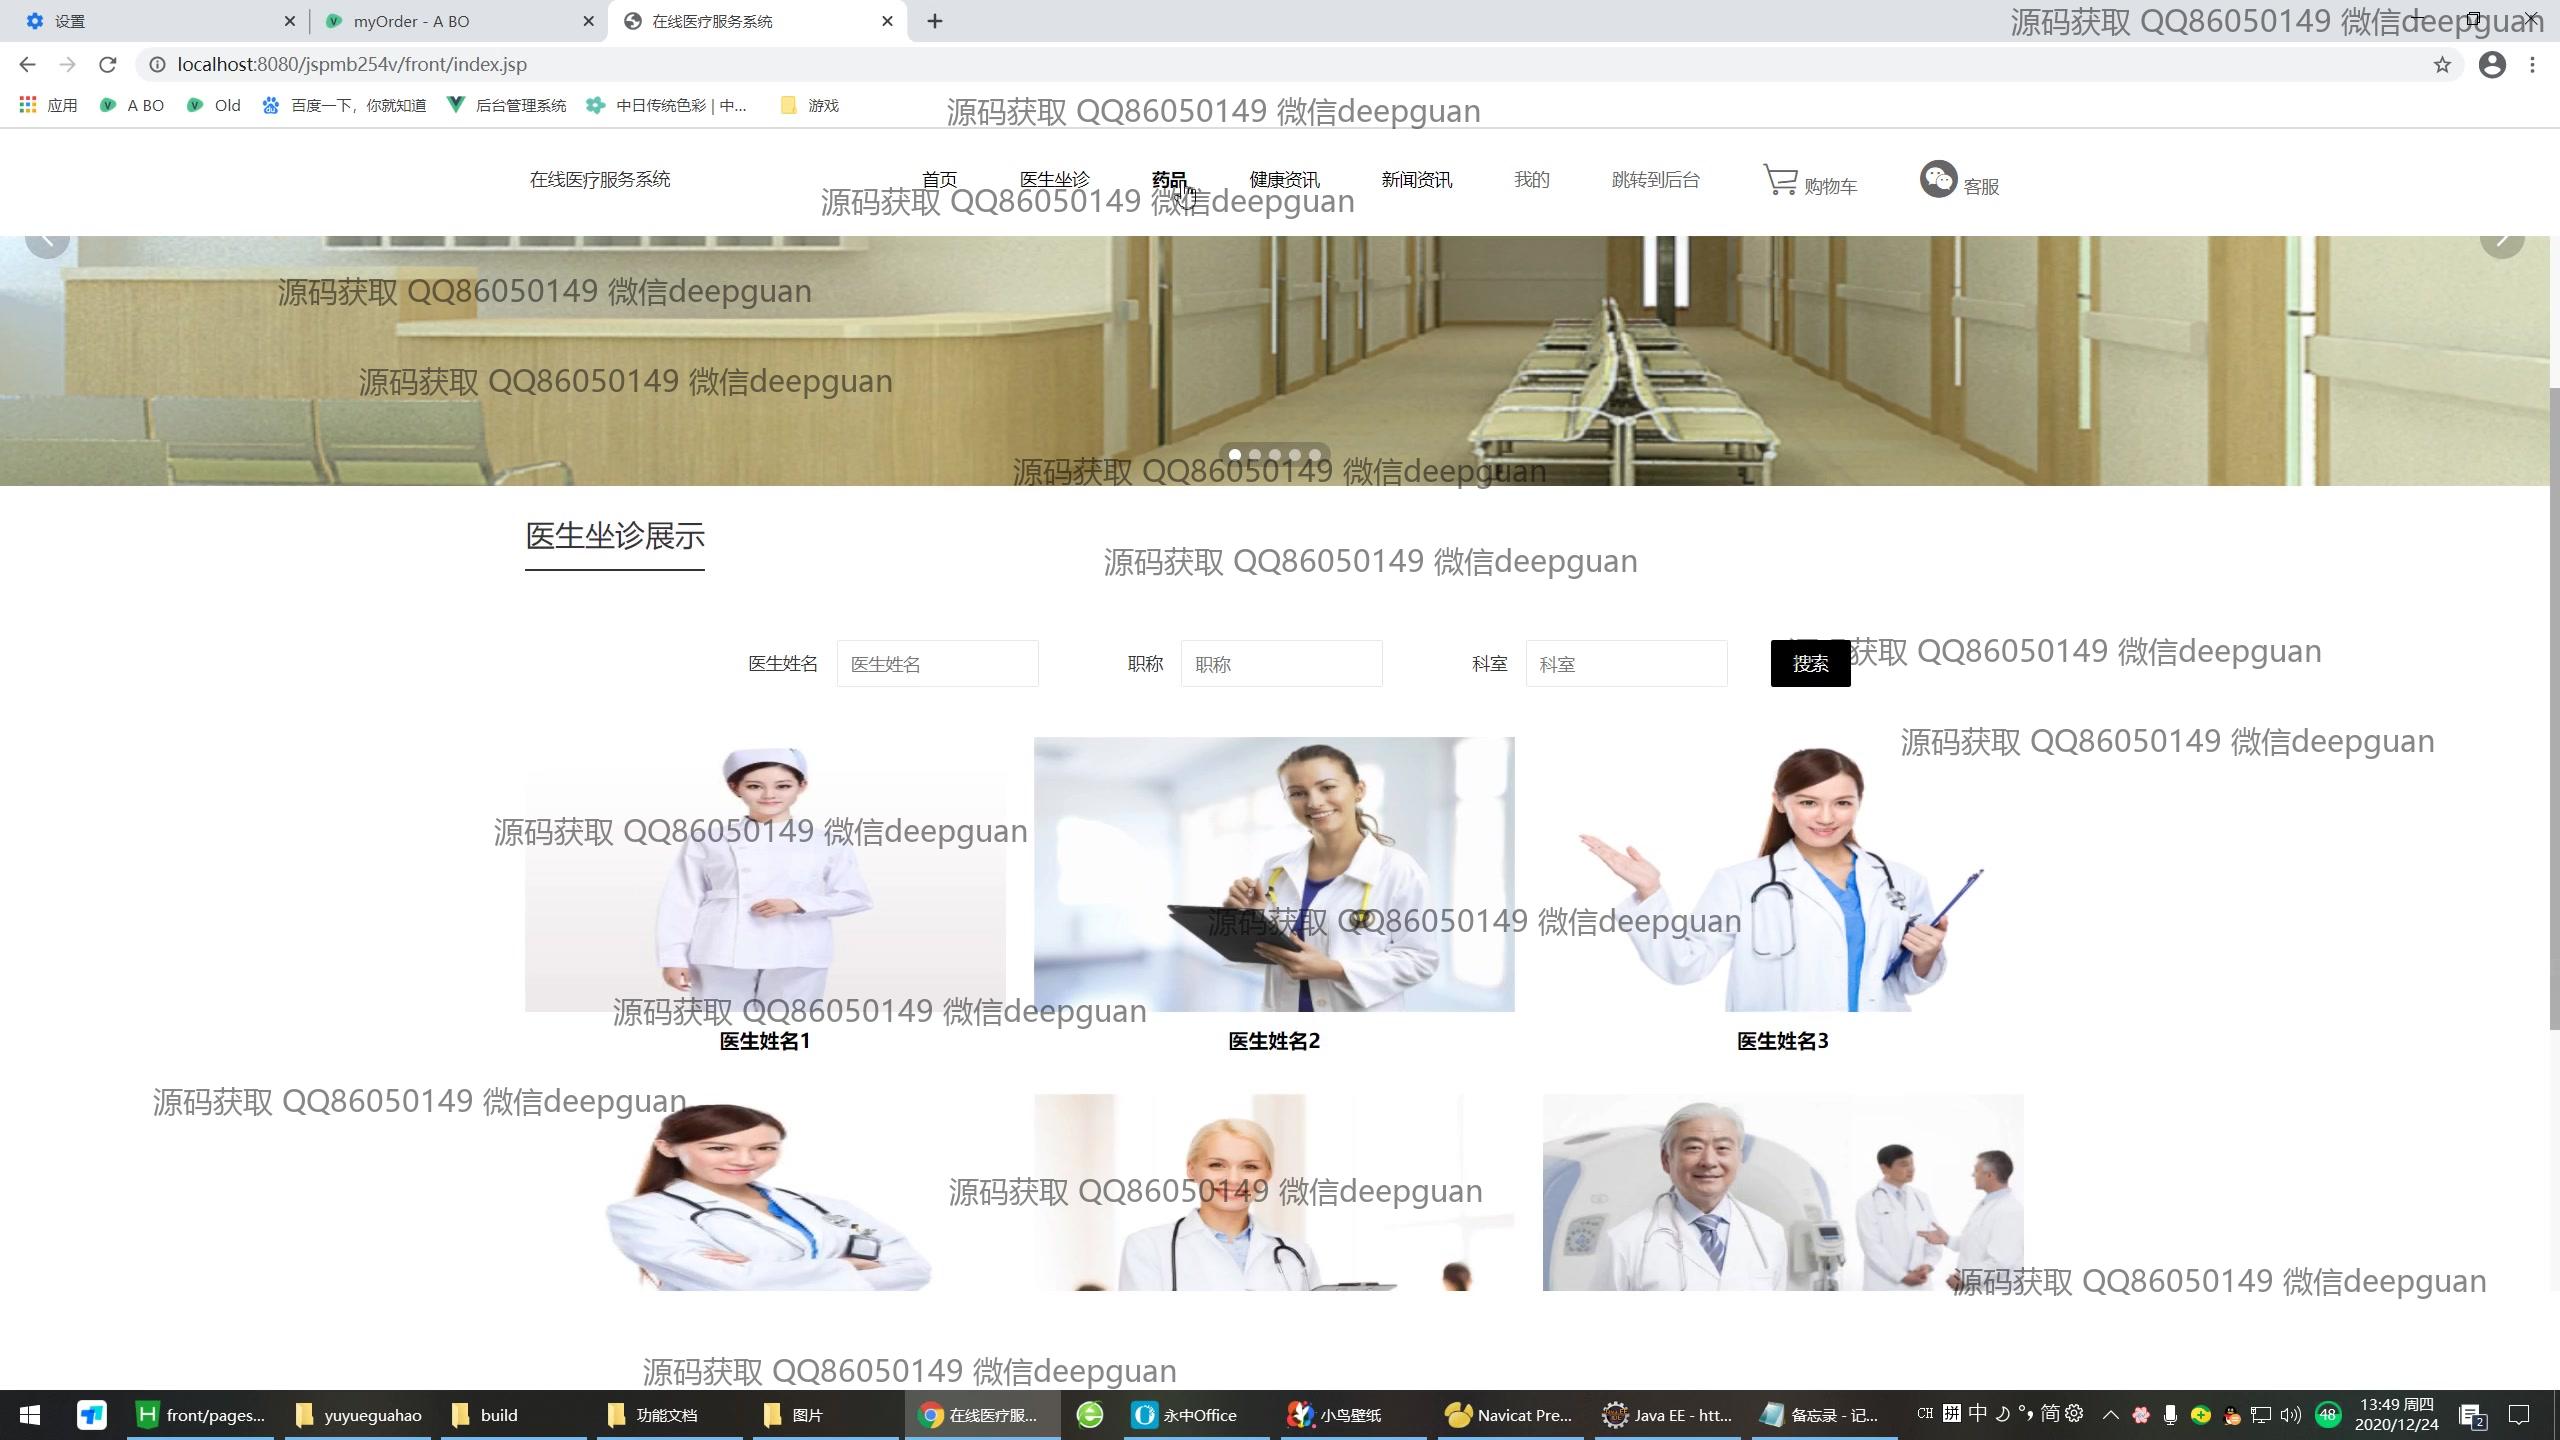 设置
myOrder - A BO
在线医疗服务系统
源码获取 QQ86050149 微信deepguan
localhost:8080/jspmb254v/front/index.jsp
应用
A BO
Old
百度一下，你就知道
后台管理系统
中日传统色彩 | 中...
游戏
源码获取 QQ86050149 微信deepguan
在线医疗服务系统
首页
医生坐诊
药品
健康资讯
新闻资讯
我的
跳转到后台
购物车
客服
源码获取 QQ86050149 微信deepguan
源码获取 QQ86050149 微信deepguan
源码获取 QQ86050149 微信deepguan
源码获取 QQ86050149 微信deepguan
医生坐诊展示
源码获取 QQ86050149 微信deepguan
医生姓名
医生姓名
职称
职称
科室
科室
搜索
获取 QQ86050149 微信deepguan
源码获取 QQ86050149 微信deepguan
源码获取 QQ86050149 微信deepguan
源码获取 QQ86050149 微信deepguan
源码获取 QQ86050149 微信deepguan
医生姓名1
医生姓名2
医生姓名3
源码获取 QQ86050149 微信deepguan
源码获取 QQ86050149 微信deepguan
源码获取 QQ86050149 微信deepguan
源码获取 QQ86050149 微信deepguan
front/pages...
yuyueguahao
build
功能文档
图片
在线医疗服...
永中Office
小鸟壁纸
Navicat Pre...
Java EE - htt...
备忘录 - 记...
CH
拼
中
简
48
13:49 周四
2020/12/24
2